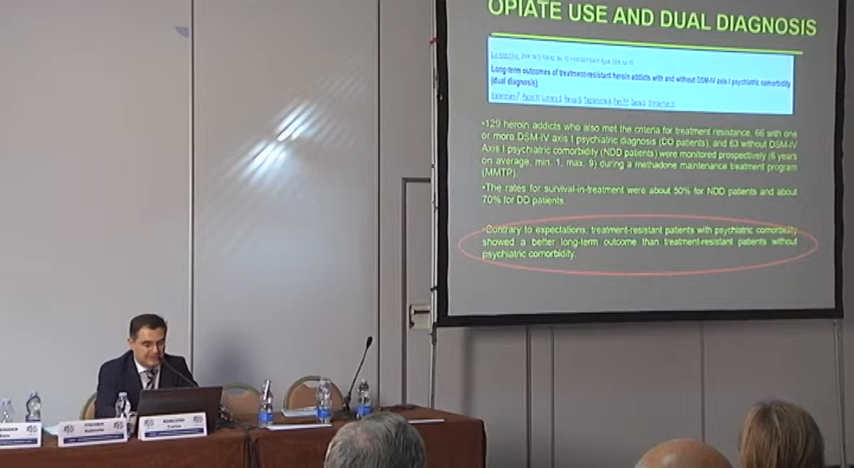 OPIATE USE AND DUAL DIAGNOSIS
Long-term outcomes of treatment-resistant heroin addicts with and without DSM-IV axis I psychiatric comorbidity
(dual diagnosis).
•129 heroin addicts who also met the criteria for treatment resistance, 66 with one
or more DSM-IV axis I psychiatric diagnosis (DD patients), and 63 without DSM-IV
Axis I psychiatric comorbidity (NDD patients) were monitored prospectively (6 years
on average, min. 1, max. 9) during a methadone maintenance treatment program
(MMTP).
•The rates for survival-in-treatment were about 50% for NDD patients and about
70% for DD patients.
•Contrary to expectations, treatment-resistant patients with psychiatric comorbidity
showed a better long-term outcome than treatment-resistant patients without
psychiatric comorbidity.